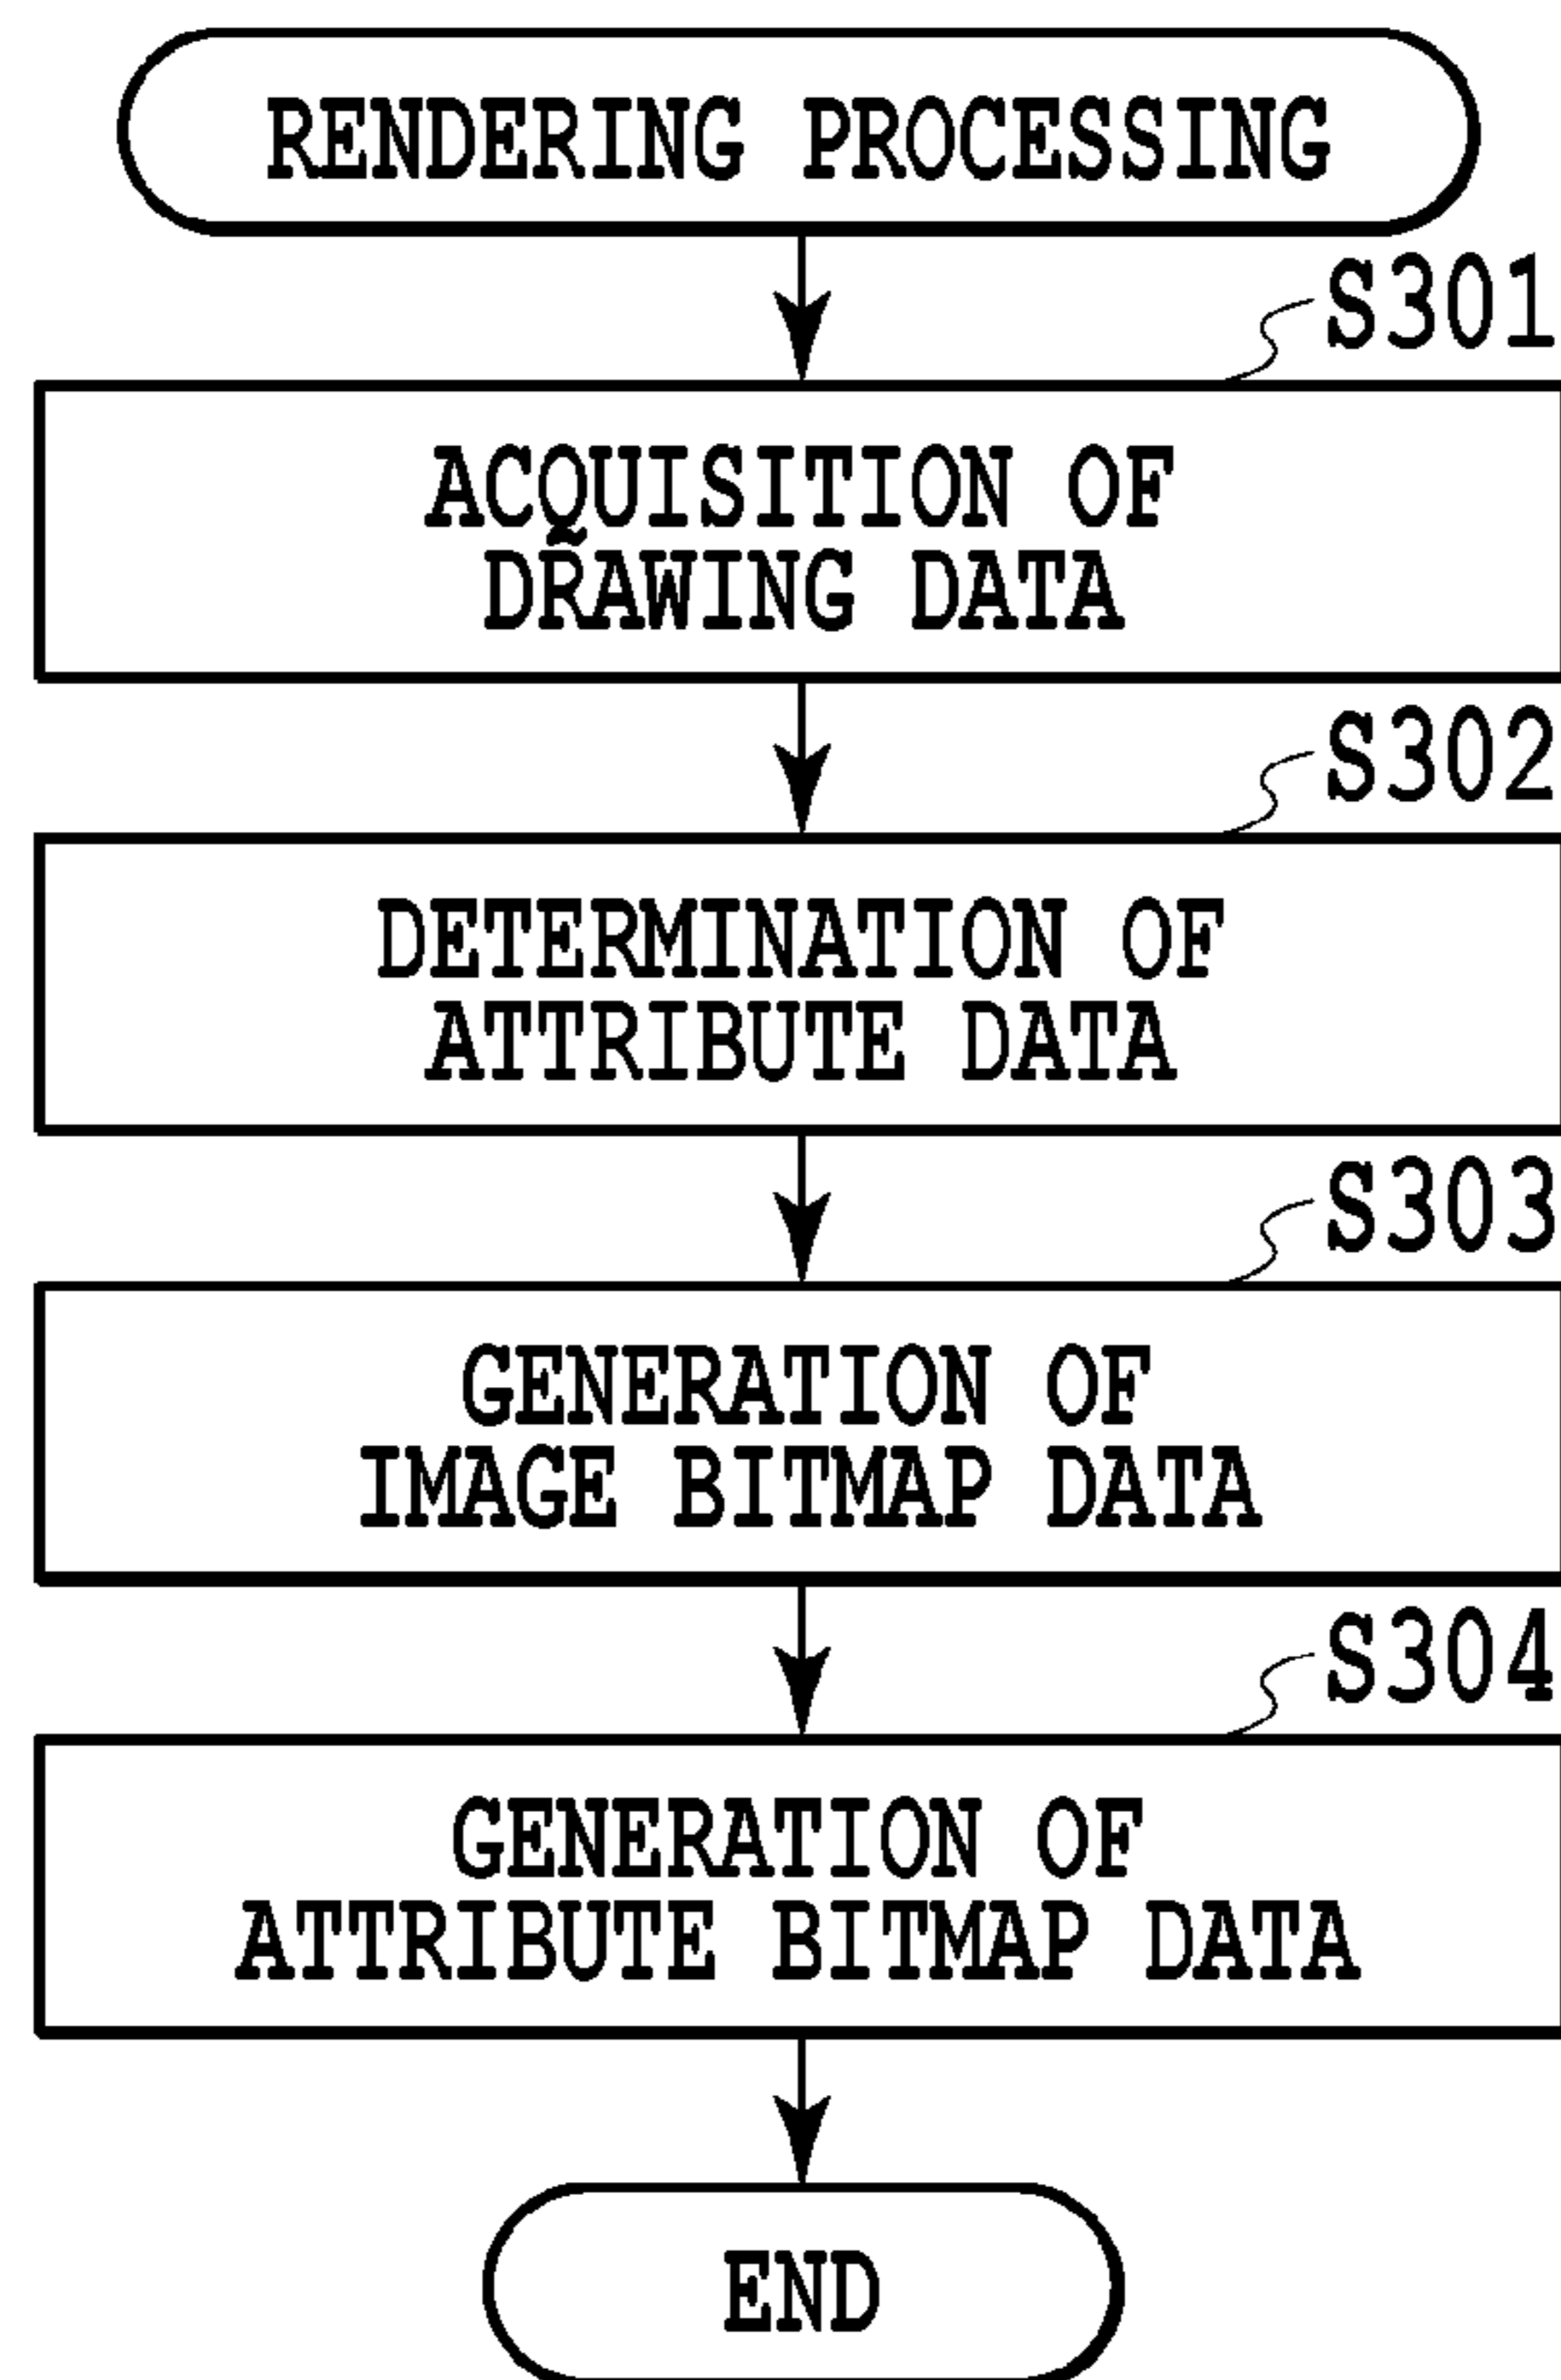 RENDERING PROCESSING
S301
ACQUISITION OF
DRAWING DATA
S302
DETERMINATION OF
ATTRIBUTE DATA
S303
GENERATION OF
IMAGE BITMAP DATA
S304
GENERATION OF
ATTRIBUTE BITMAP DATA
END